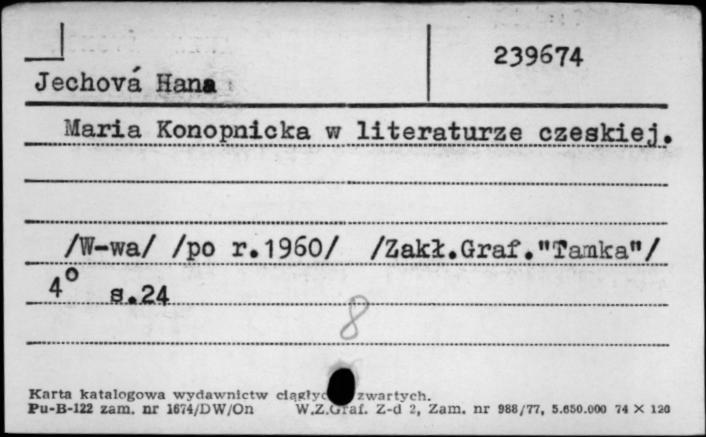 239674
Jechová Hana
Maria Konopnicka w literaturze czeskiej.
/W-wa/ /po r.1960/ /Zakł.Graf."Tamka"/
4° s.24
8
Karta katalogowa wydawnictw zwartych.
Pu-B-122 zam. nr 1674/DW/On W.Z.Graf. Z-d 2, Zam. nr 988/77, 5.650.000 74 × 120